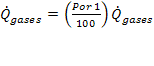 Q̇gases = (Por 1/100) Q̇gases